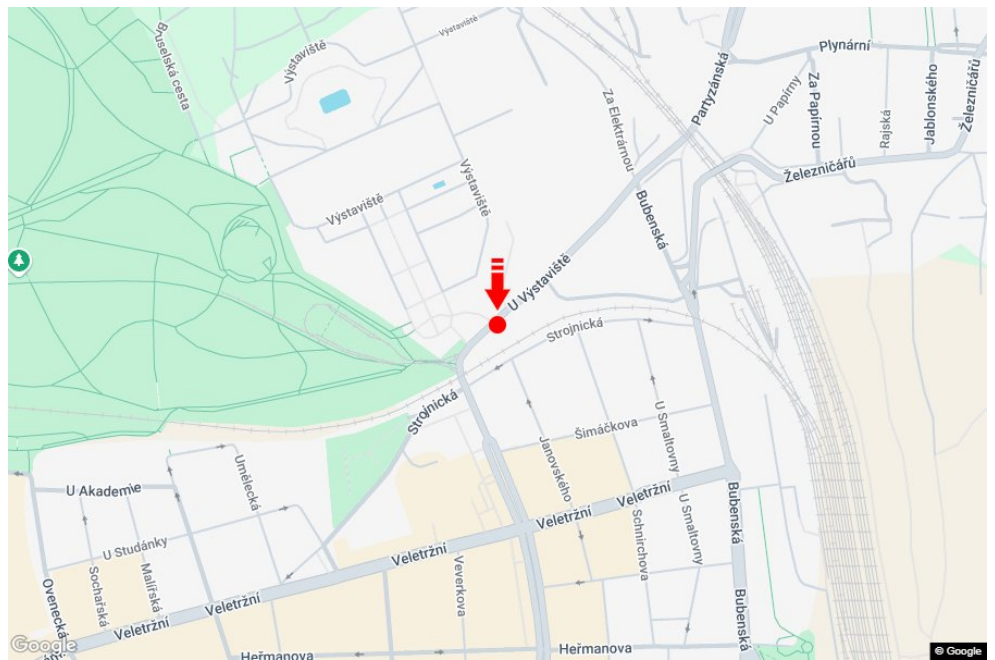 Bruselská cesta
Výstaviště
Výstaviště
Plynární
Partyzánská
Za Elektrárnou
U Papírny
Za Papírnou
Rajská
Jablonského
Železničářů
Železničářů
Výstaviště
Výstaviště
Bubenská
U Výstaviště
Strojnická
Strojnická
Šimáčkova
U Smaltovny
Janovského
Umělecká
U Akademie
Veletržní
Bubenská
Veletržní
Schnirchova
U Smaltovny
U Studánky
Veletržní
Sochařská
Malířská
Veverkova
Ovenecká
Veletržní
Veletržní
Bubenská
Heřmanova
Heřmanova
Google
© Google